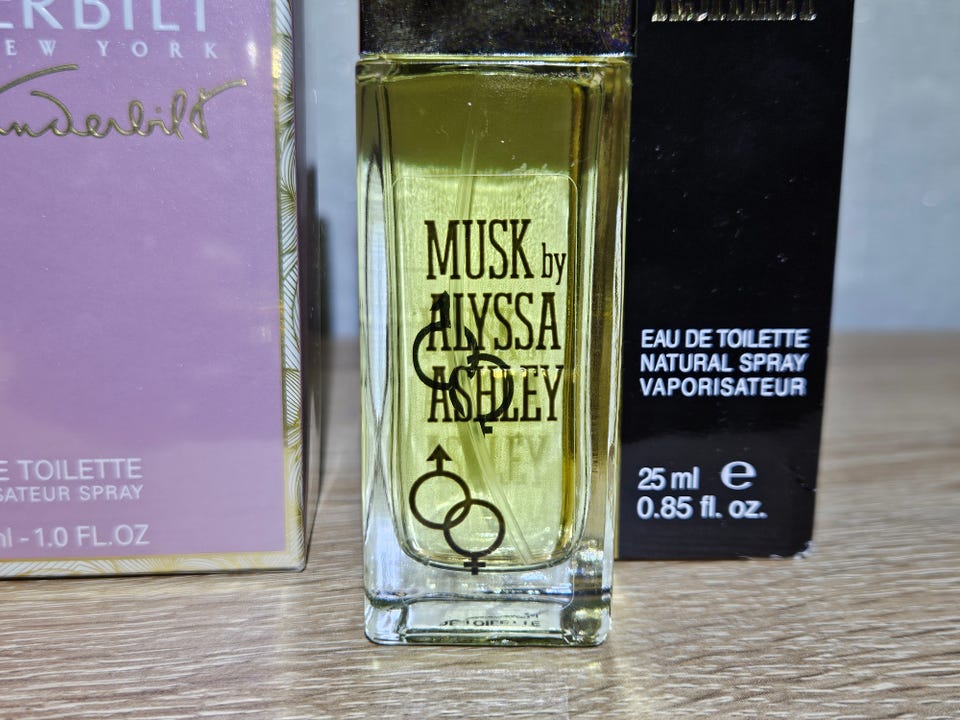 ERBILT
EW YORK
anderbilt
E TOILETTE
SATEUR SPRAY
ml - 1.0 FL.OZ
MUSK by
ALYSSA
ASHLEY
EAU DE TOILETTE
NATURAL SPRAY
VAPORISATEUR
25 ml e
0.85 fl. oz.